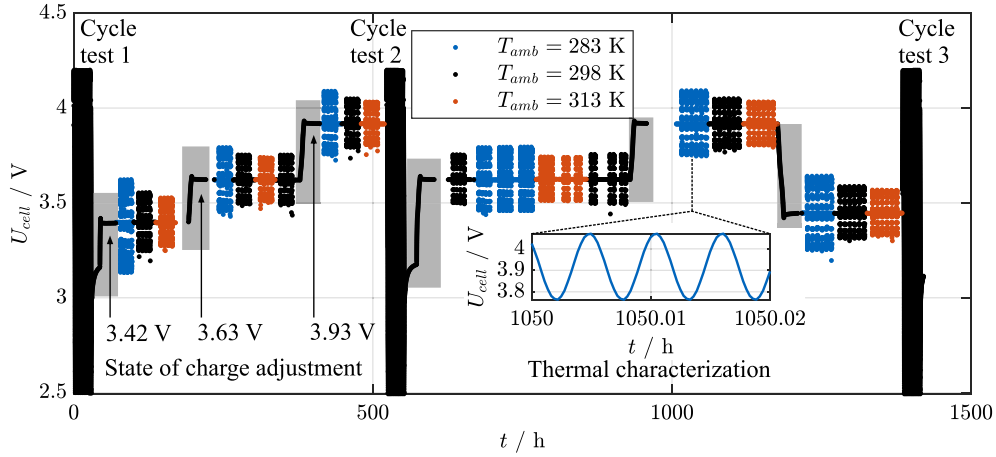 4.5
4
3.5
3
2.5
U_cell / V
Cycle
test 1
Cycle
test 2
Cycle
test 3
T_amb = 283 K
T_amb = 298 K
T_amb = 313 K
3.42 V
3.63 V
3.93 V
State of charge adjustment
Thermal characterization
U_cell / V
4
3.9
3.8
1050
1050.01
1050.02
t / h
0
500
1000
1500
t / h